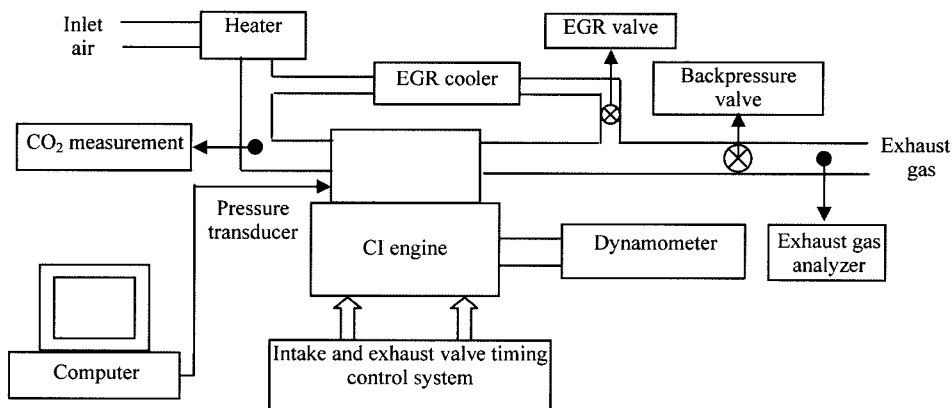 Inlet
air
Heater
EGR valve
EGR cooler
Backpressure
valve
CO₂ measurement
Exhaust
gas
Pressure
transducer
CI engine
Dynamometer
Exhaust gas
analyzer
Computer
Intake and exhaust valve timing
control system